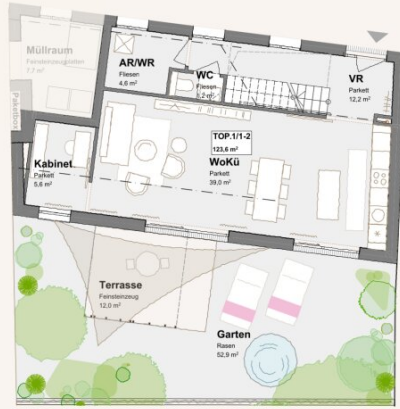 Müllraum
Feinsteinzeugplatten
7,7 m²
Paketbox
AR/WR
Fliesen
4,6 m²
WC
Fliesen
1,2 m²
VR
Parkett
12,2 m²
TOP.1/1-2
123,6 m²
WoKü
Parkett
39,0 m²
Kabinet
Parkett
5,6 m²
Terrasse
Feinsteinzeug
12,0 m²
Garten
Rasen
52,9 m²